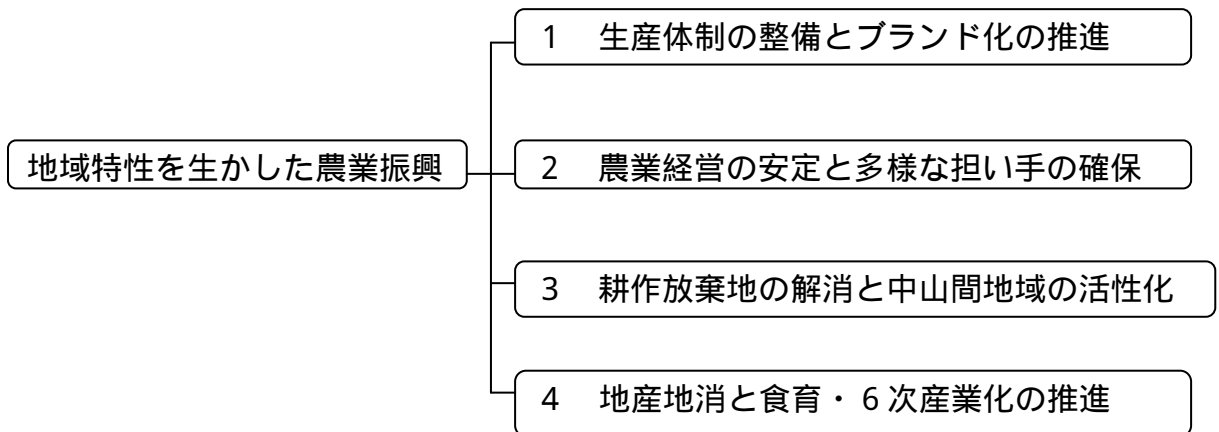 地域特性を生かした農業振興
1 生産体制の整備とブランド化の推進
2 農業経営の安定と多様な担い手の確保
3 耕作放棄地の解消と中山間地域の活性化
4 地産地消と食育・6次産業化の推進